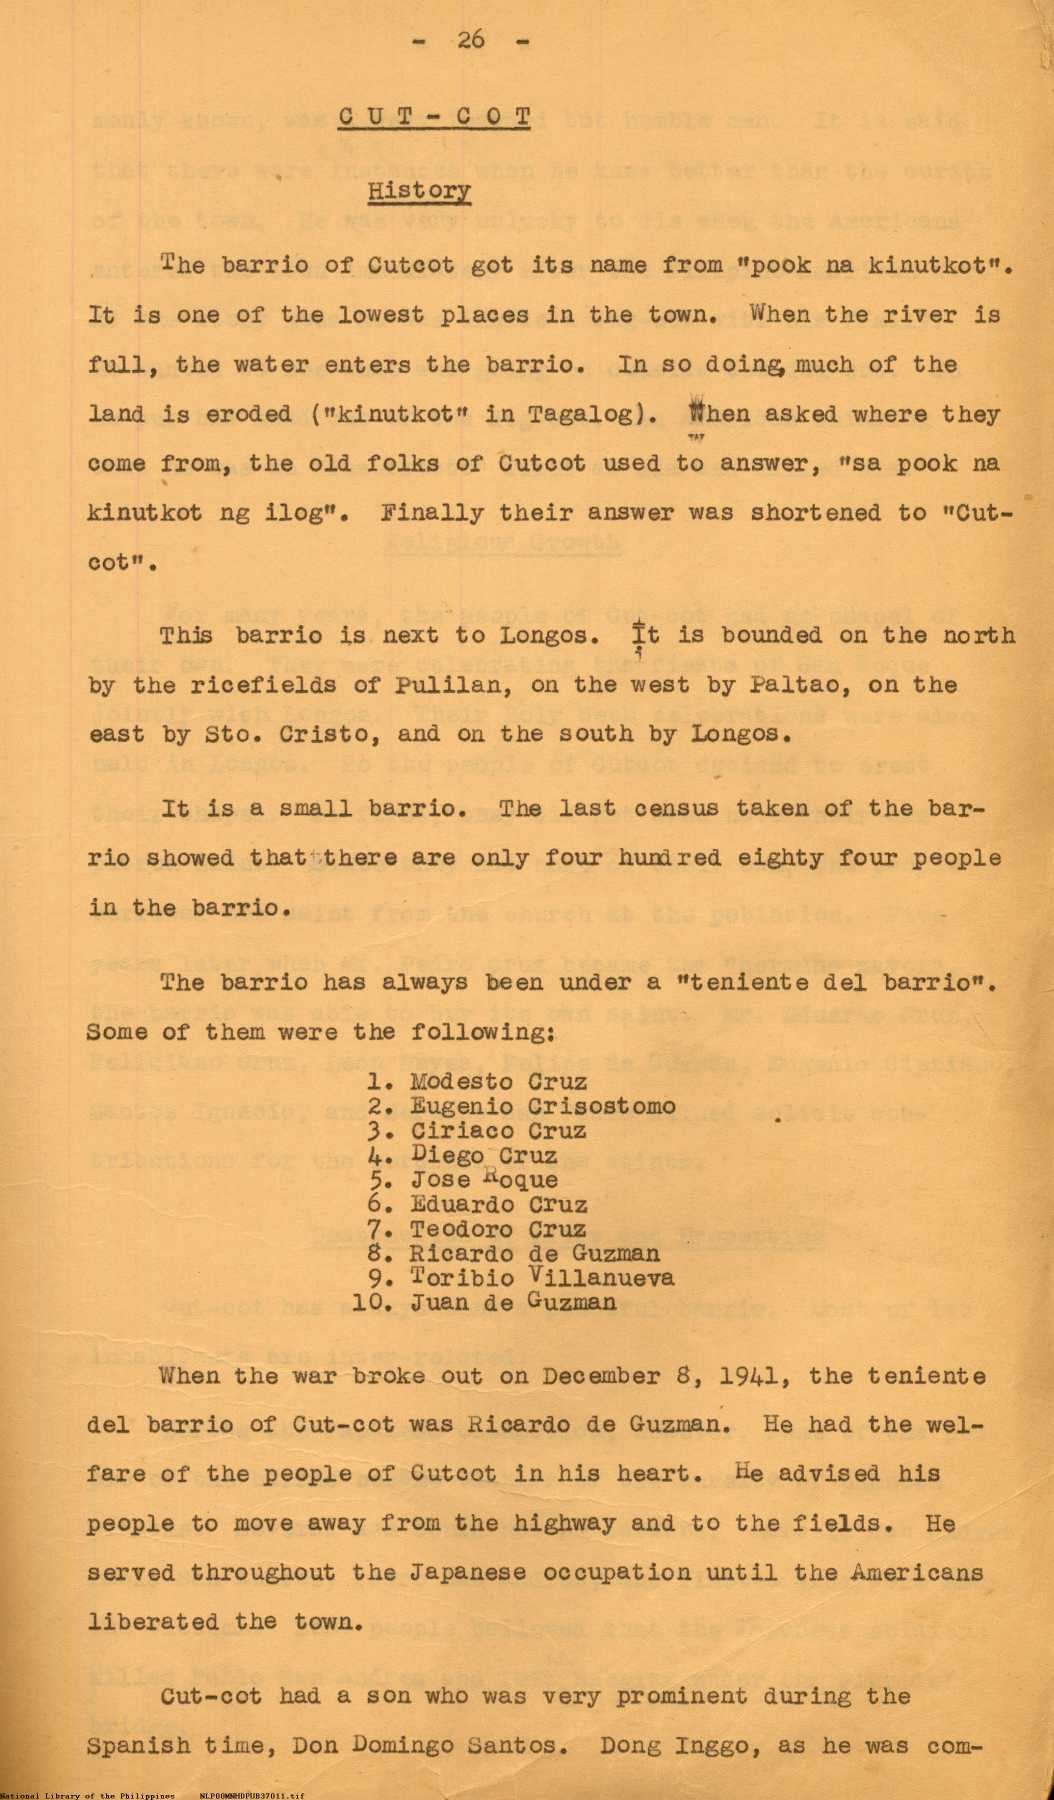 - 26 -
CUT-COT
History
The barrio of Cutcot got its name from "pook na kinutkot".
It is one of the lowest places in the town. When the river is
full, the water enters the barrio. In so doing, much of the
land is eroded ("kinutkot" in Tagalog). When asked where they
come from, the old folks of Cutcot used to answer, "sa pook na
kinutkot ng ilog". Finally their answer was shortened to "Cut-
cot".
This barrio is next to Longos. It is bounded on the north
by the ricefields of Pulilan, on the west by Paltao, on the
east by Sto. Cristo, and on the south by Longos.
It is a small barrio. The last census taken of the bar-
rio showed that there are only four hundred eighty four people
in the barrio.
The barrio has always been under a "teniente del barrio".
Some of them were the following:
1. Modesto Cruz
2. Eugenio Crisostomo
3. Ciriaco Cruz
4. Diego Cruz
5. Jose Roque
6. Eduardo Cruz
7. Teodoro Cruz
8. Ricardo de Guzman
9. Toribio Villanueva
10. Juan de Guzman
When the war broke out on December 8, 1941, the teniente
del barrio of Cut-cot was Ricardo de Guzman. He had the wel-
fare of the people of Cutcot in his heart. He advised his
people to move away from the highway and to the fields. He
served throughout the Japanese occupation until the Americans
liberated the town.
Cut-cot had a son who was very prominent during the
Spanish time, Don Domingo Santos. Dong Inggo, as he was com-
National Library of the Philippines NLP00MNHDPUB37011.tif